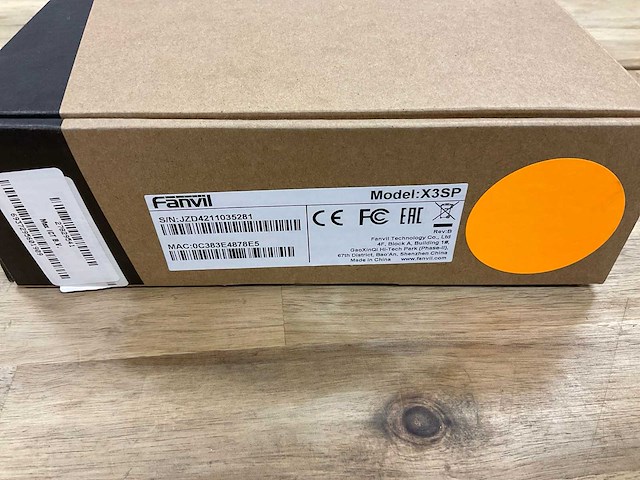 Fanvil
Model:X3SP
S/N:JZD4211035281
MAC:0C383E4878E5
CE FC EAC
Rev:B
Fanvil Technology Co., Ltd
4F, Block A, Building 1#,
GaoXinQi Hi-Tech Park (Phase-II),
67th District, Bao'An, Shenzhen China
Made in China www.fanvil.com